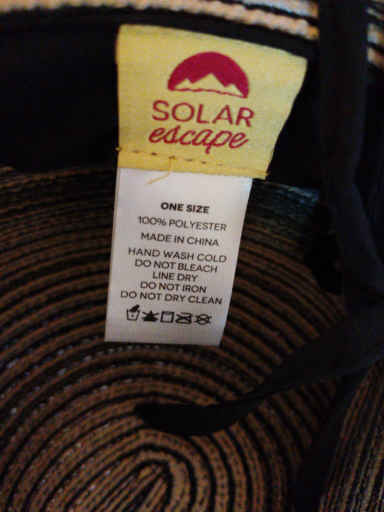 SOLAR
escape
ONE SIZE
100% POLYESTER
MADE IN CHINA
HAND WASH COLD
DO NOT BLEACH
LINE DRY
DO NOT IRON
DO NOT DRY CLEAN